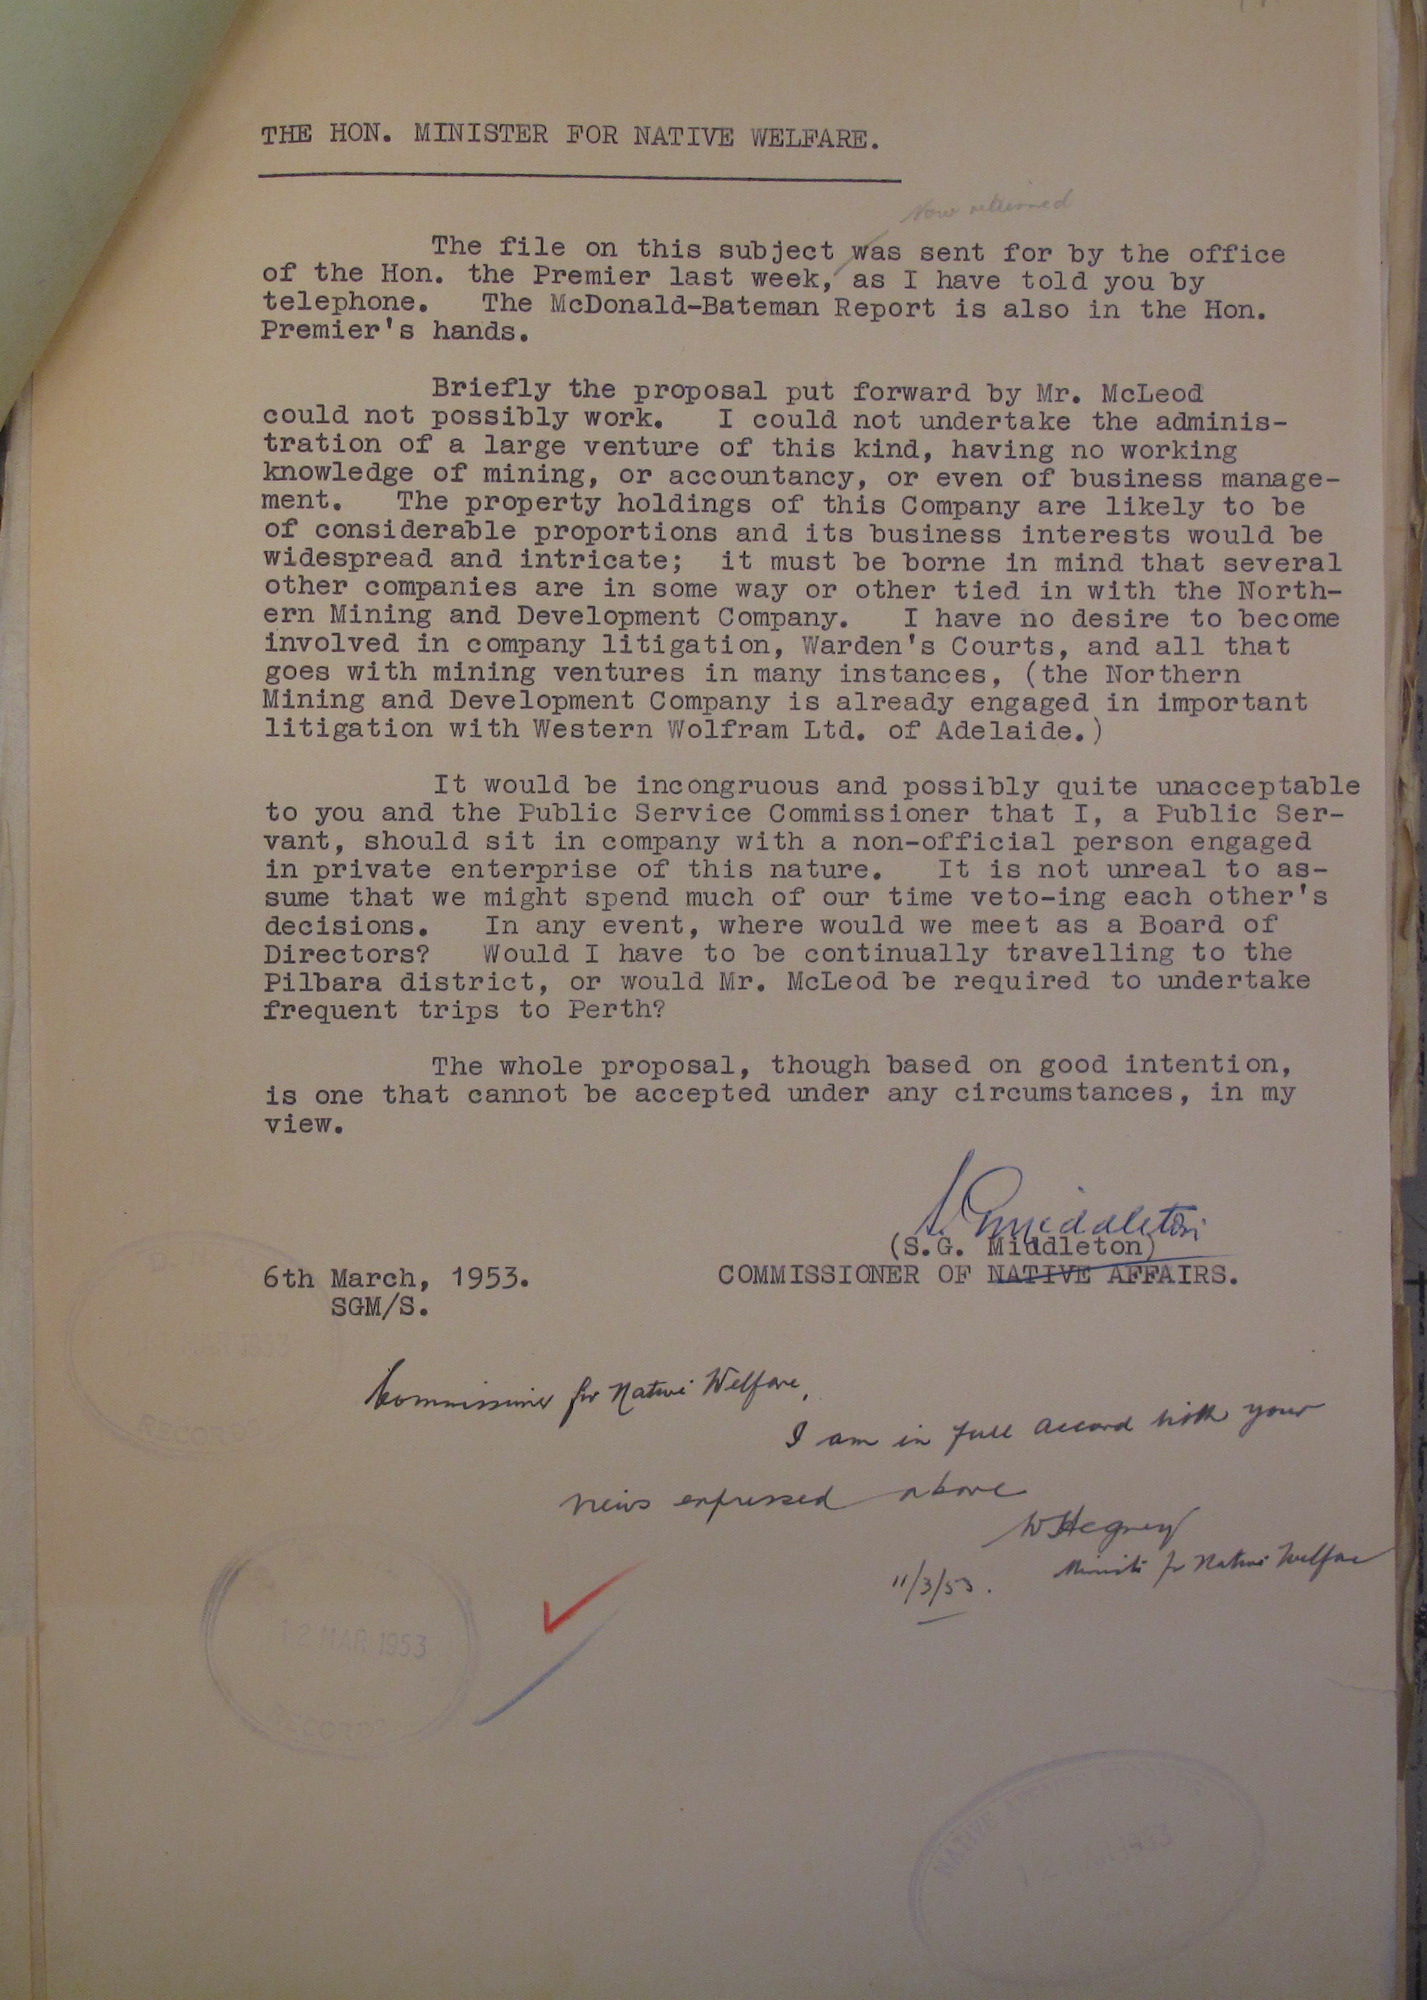 THE HON. MINISTER FOR NATIVE WELFARE.
Now returned
The file on this subject was sent for by the office
of the Hon. the Premier last week, as I have told you by
telephone. The McDonald-Bateman Report is also in the Hon.
Premier's hands.
Briefly the proposal put forward by Mr. McLeod
could not possibly work. I could not undertake the adminis-
tration of a large venture of this kind, having no working
knowledge of mining, or accountancy, or even of business manage-
ment. The property holdings of this Company are likely to be
of considerable proportions and its business interests would be
widespread and intricate; it must be borne in mind that several
other companies are in some way or other tied in with the North-
ern Mining and Development Company. I have no desire to become
involved in company litigation, Warden's Courts, and all that
goes with mining ventures in many instances, (the Northern
Mining and Development Company is already engaged in important
litigation with Western Wolfram Ltd. of Adelaide.)
It would be incongruous and possibly quite unacceptable
to you and the Public Service Commissioner that I, a Public Ser-
vant, should sit in company with a non-official person engaged
in private enterprise of this nature. It is not unreal to as-
sume that we might spend much of our time veto-ing each other's
decisions. In any event, where would we meet as a Board of
Directors? Would I have to be continually travelling to the
Pilbara district, or would Mr. McLeod be required to undertake
frequent trips to Perth?
The whole proposal, though based on good intention,
is one that cannot be accepted under any circumstances, in my
view.
S.G. Middleton
(S.G. Middleton)
6th March, 1953. COMMISSIONER OF NATIVE AFFAIRS.
SGM/S.
Commissioner for Native Welfare,
I am in full accord with your
views expressed above
W Hegney
11/3/53. Minister for Native Welfare
12 MAR 1953
RECORDS
NATIVE